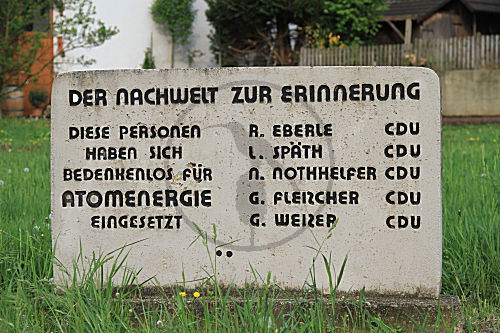 DER NACHWELT ZUR ERINNERUNG
DIESE PERSONEN
HABEN SICH
BEDENKENLOS FÜR
ATOMENERGIE
EINGESETZT
R. EBERLE CDU
L. SPÄTH CDU
N. NOTHHELFER CDU
G. FLEISCHER CDU
G. WEISER CDU